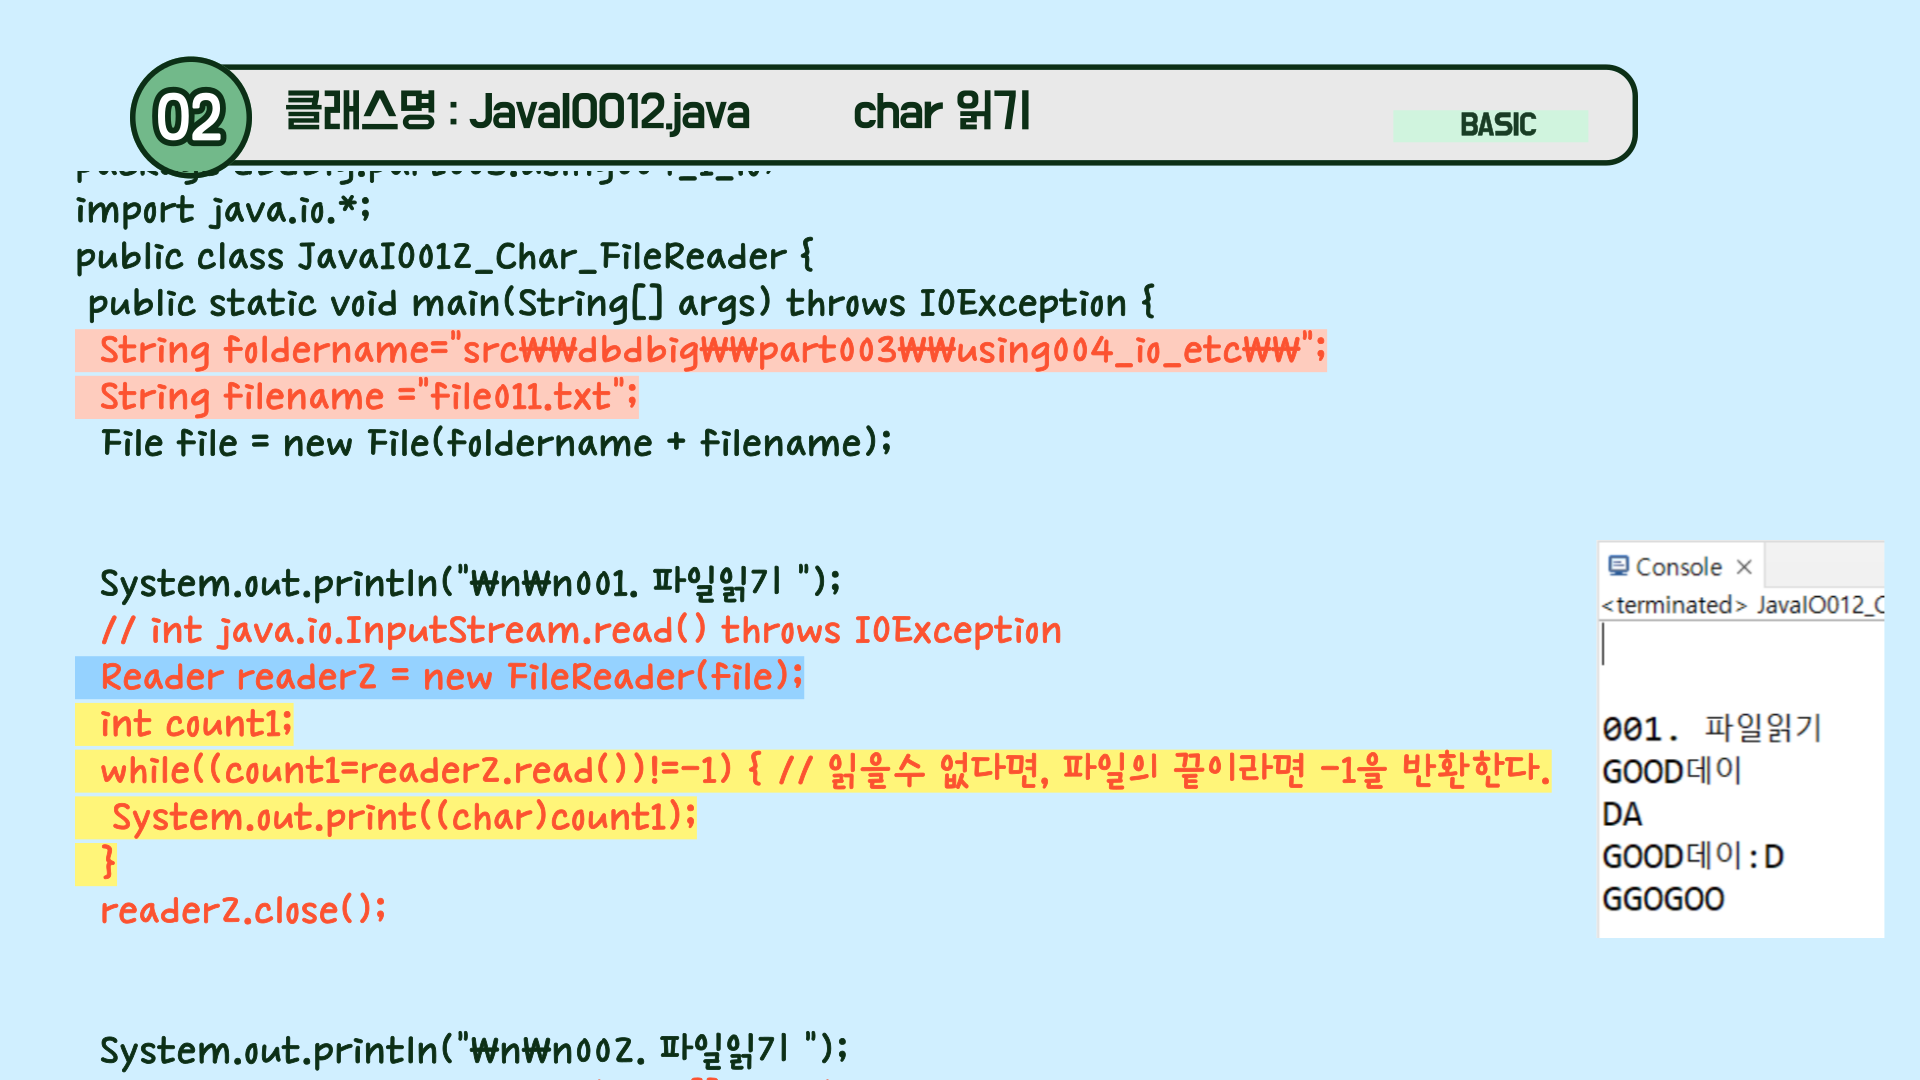 02
클래스명 : JavaIO012.java char 읽기
BASIC
import java.io.*;
public class JavaIO012_Char_FileReader {
public static void main(String[] args) throws IOException {
String foldername="src₩₩dbdbig₩₩part003₩₩using004_io_etc₩₩";
String filename ="file011.txt";
File file = new File(foldername + filename);
System.out.println("₩n₩n001. 파일읽기 ");
// int java.io.InputStream.read() throws IOException
Reader reader2 = new FileReader(file);
int count1;
while((count1=reader2.read())!=-1) { // 읽을수 없다면, 파일의 끝이라면 -1을 반환한다.
System.out.print((char)count1);
}
reader2.close();
System.out.println("₩n₩n002. 파일읽기 ");
Console
<terminated> JavaIO012_C
001. 파일읽기
GOOD데이
DA
GOOD데이:D
GGOGOO